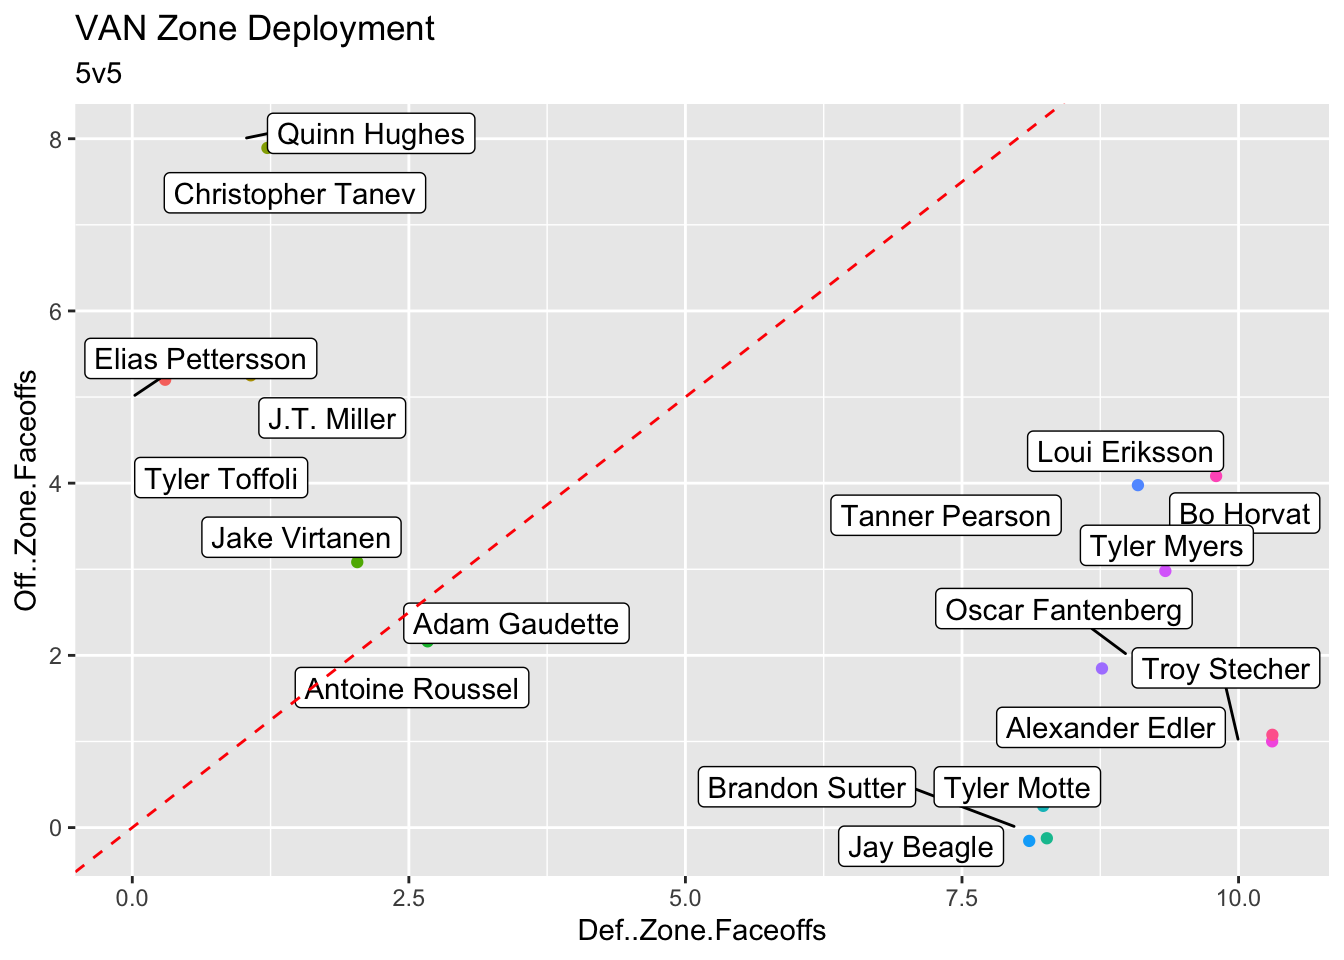 VAN Zone Deployment
5v5
Quinn Hughes
Christopher Tanev
Elias Pettersson
J.T. Miller
Tyler Toffoli
Jake Virtanen
Adam Gaudette
Antoine Roussel
Loui Eriksson
Tanner Pearson
Bo Horvat
Tyler Myers
Oscar Fantenberg
Troy Stecher
Alexander Edler
Brandon Sutter
Tyler Motte
Jay Beagle
8
6
4
2
0
Off..Zone.Faceoffs
0.0 2.5 5.0 7.5 10.0
Def..Zone.Faceoffs